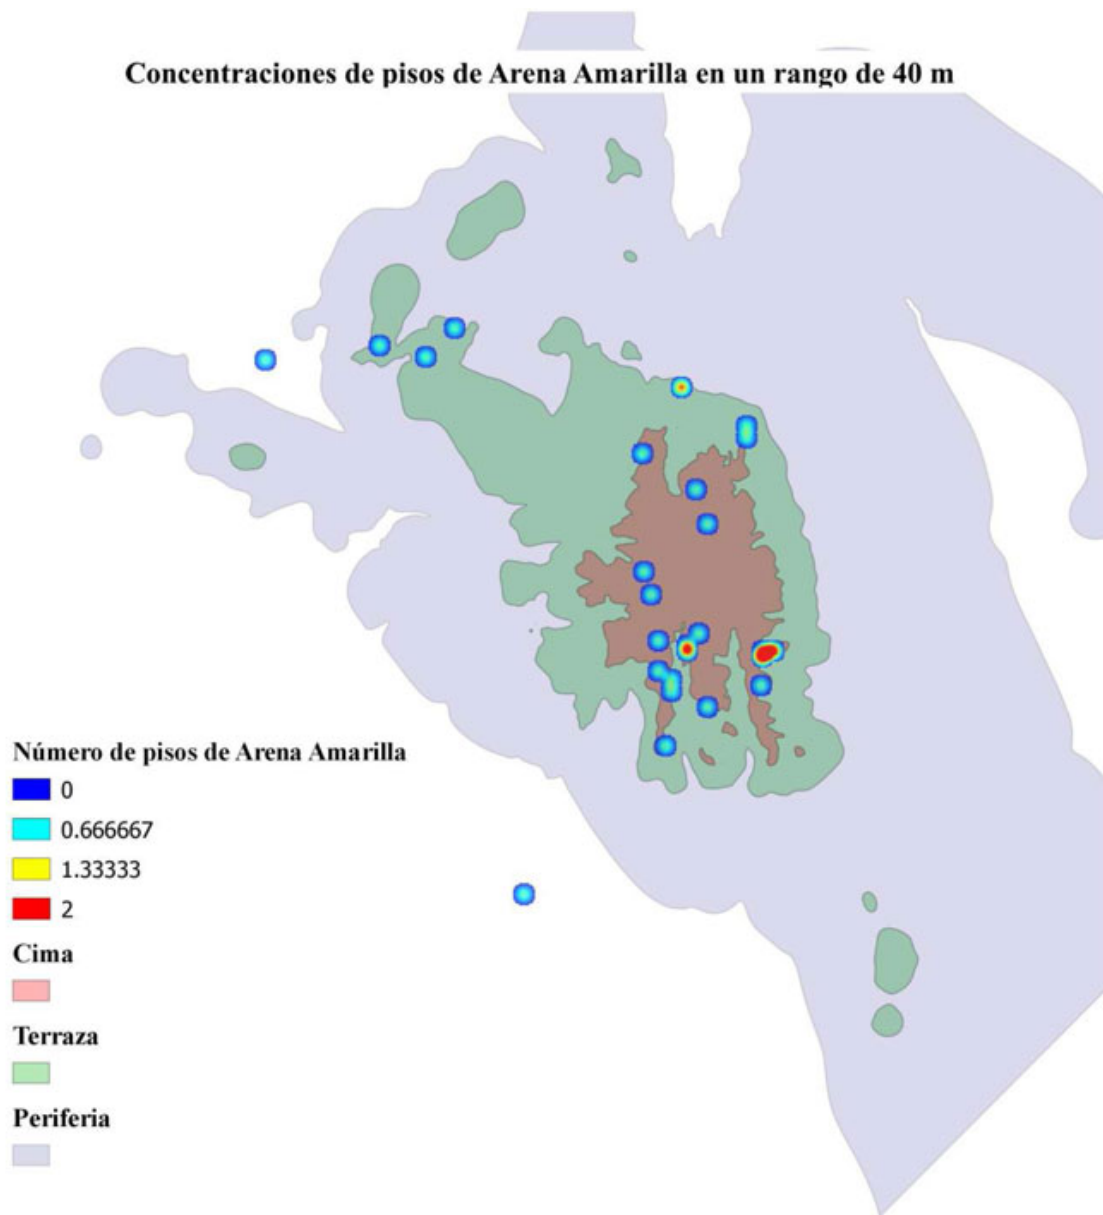 Concentraciones de pisos de Arena Amarilla en un rango de 40 m
Número de pisos de Arena Amarilla
0
0.666667
1.33333
2
Cima
Terraza
Periferia